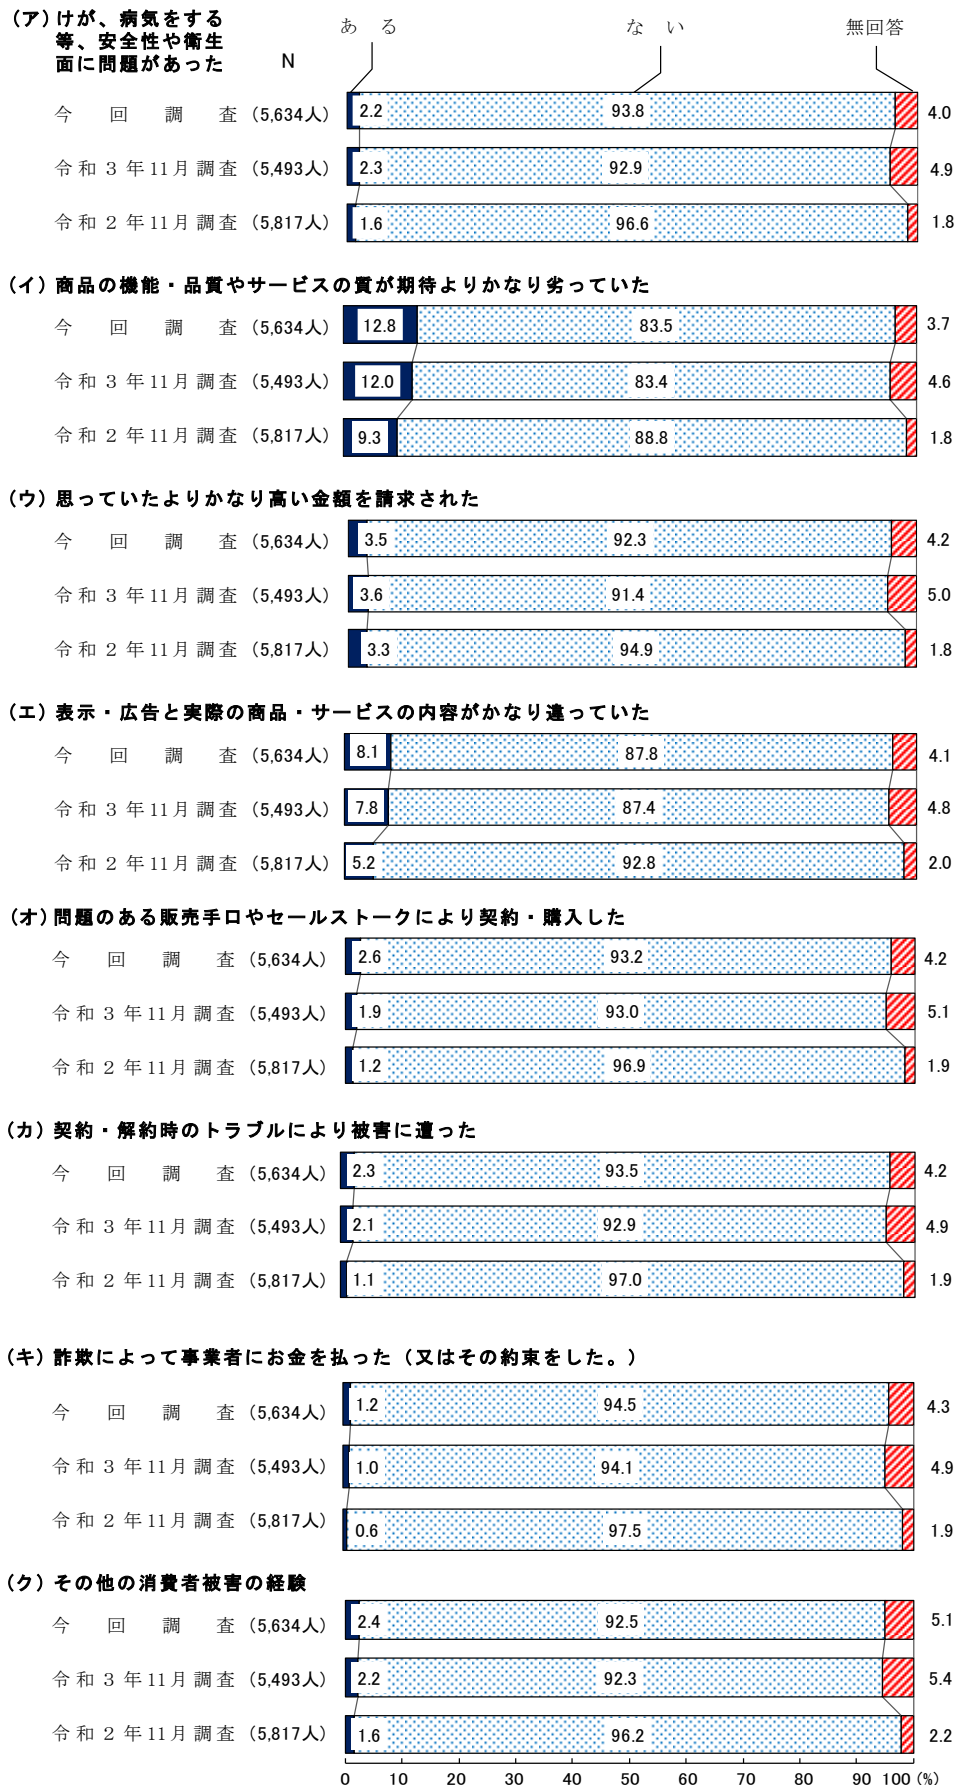 (ア) けが、病気をする
等、安全性や衛生
面に問題があった
N
ある ない 無回答
今回調査 (5,634人) 2.2 93.8 4.0
令和3年11月調査 (5,493人) 2.3 92.9 4.9
令和2年11月調査 (5,817人) 1.6 96.6 1.8
(イ) 商品の機能・品質やサービスの質が期待よりかなり劣っていた
今回調査 (5,634人) 12.8 83.5 3.7
令和3年11月調査 (5,493人) 12.0 83.4 4.6
令和2年11月調査 (5,817人) 9.3 88.8 1.8
(ウ) 思っていたよりかなり高い金額を請求された
今回調査 (5,634人) 3.5 92.3 4.2
令和3年11月調査 (5,493人) 3.6 91.4 5.0
令和2年11月調査 (5,817人) 3.3 94.9 1.8
(エ) 表示・広告と実際の商品・サービスの内容がかなり違っていた
今回調査 (5,634人) 8.1 87.8 4.1
令和3年11月調査 (5,493人) 7.8 87.4 4.8
令和2年11月調査 (5,817人) 5.2 92.8 2.0
(オ) 問題のある販売手口やセールストークにより契約・購入した
今回調査 (5,634人) 2.6 93.2 4.2
令和3年11月調査 (5,493人) 1.9 93.0 5.1
令和2年11月調査 (5,817人) 1.2 96.9 1.9
(カ) 契約・解約時のトラブルにより被害に遭った
今回調査 (5,634人) 2.3 93.5 4.2
令和3年11月調査 (5,493人) 2.1 92.9 4.9
令和2年11月調査 (5,817人) 1.1 97.0 1.9
(キ) 詐欺によって事業者にお金を払った（又はその約束をした。）
今回調査 (5,634人) 1.2 94.5 4.3
令和3年11月調査 (5,493人) 1.0 94.1 4.9
令和2年11月調査 (5,817人) 0.6 97.5 1.9
(ク) その他の消費者被害の経験
今回調査 (5,634人) 2.4 92.5 5.1
令和3年11月調査 (5,493人) 2.2 92.3 5.4
令和2年11月調査 (5,817人) 1.6 96.2 2.2
0 10 20 30 40 50 60 70 80 90 100 (%)